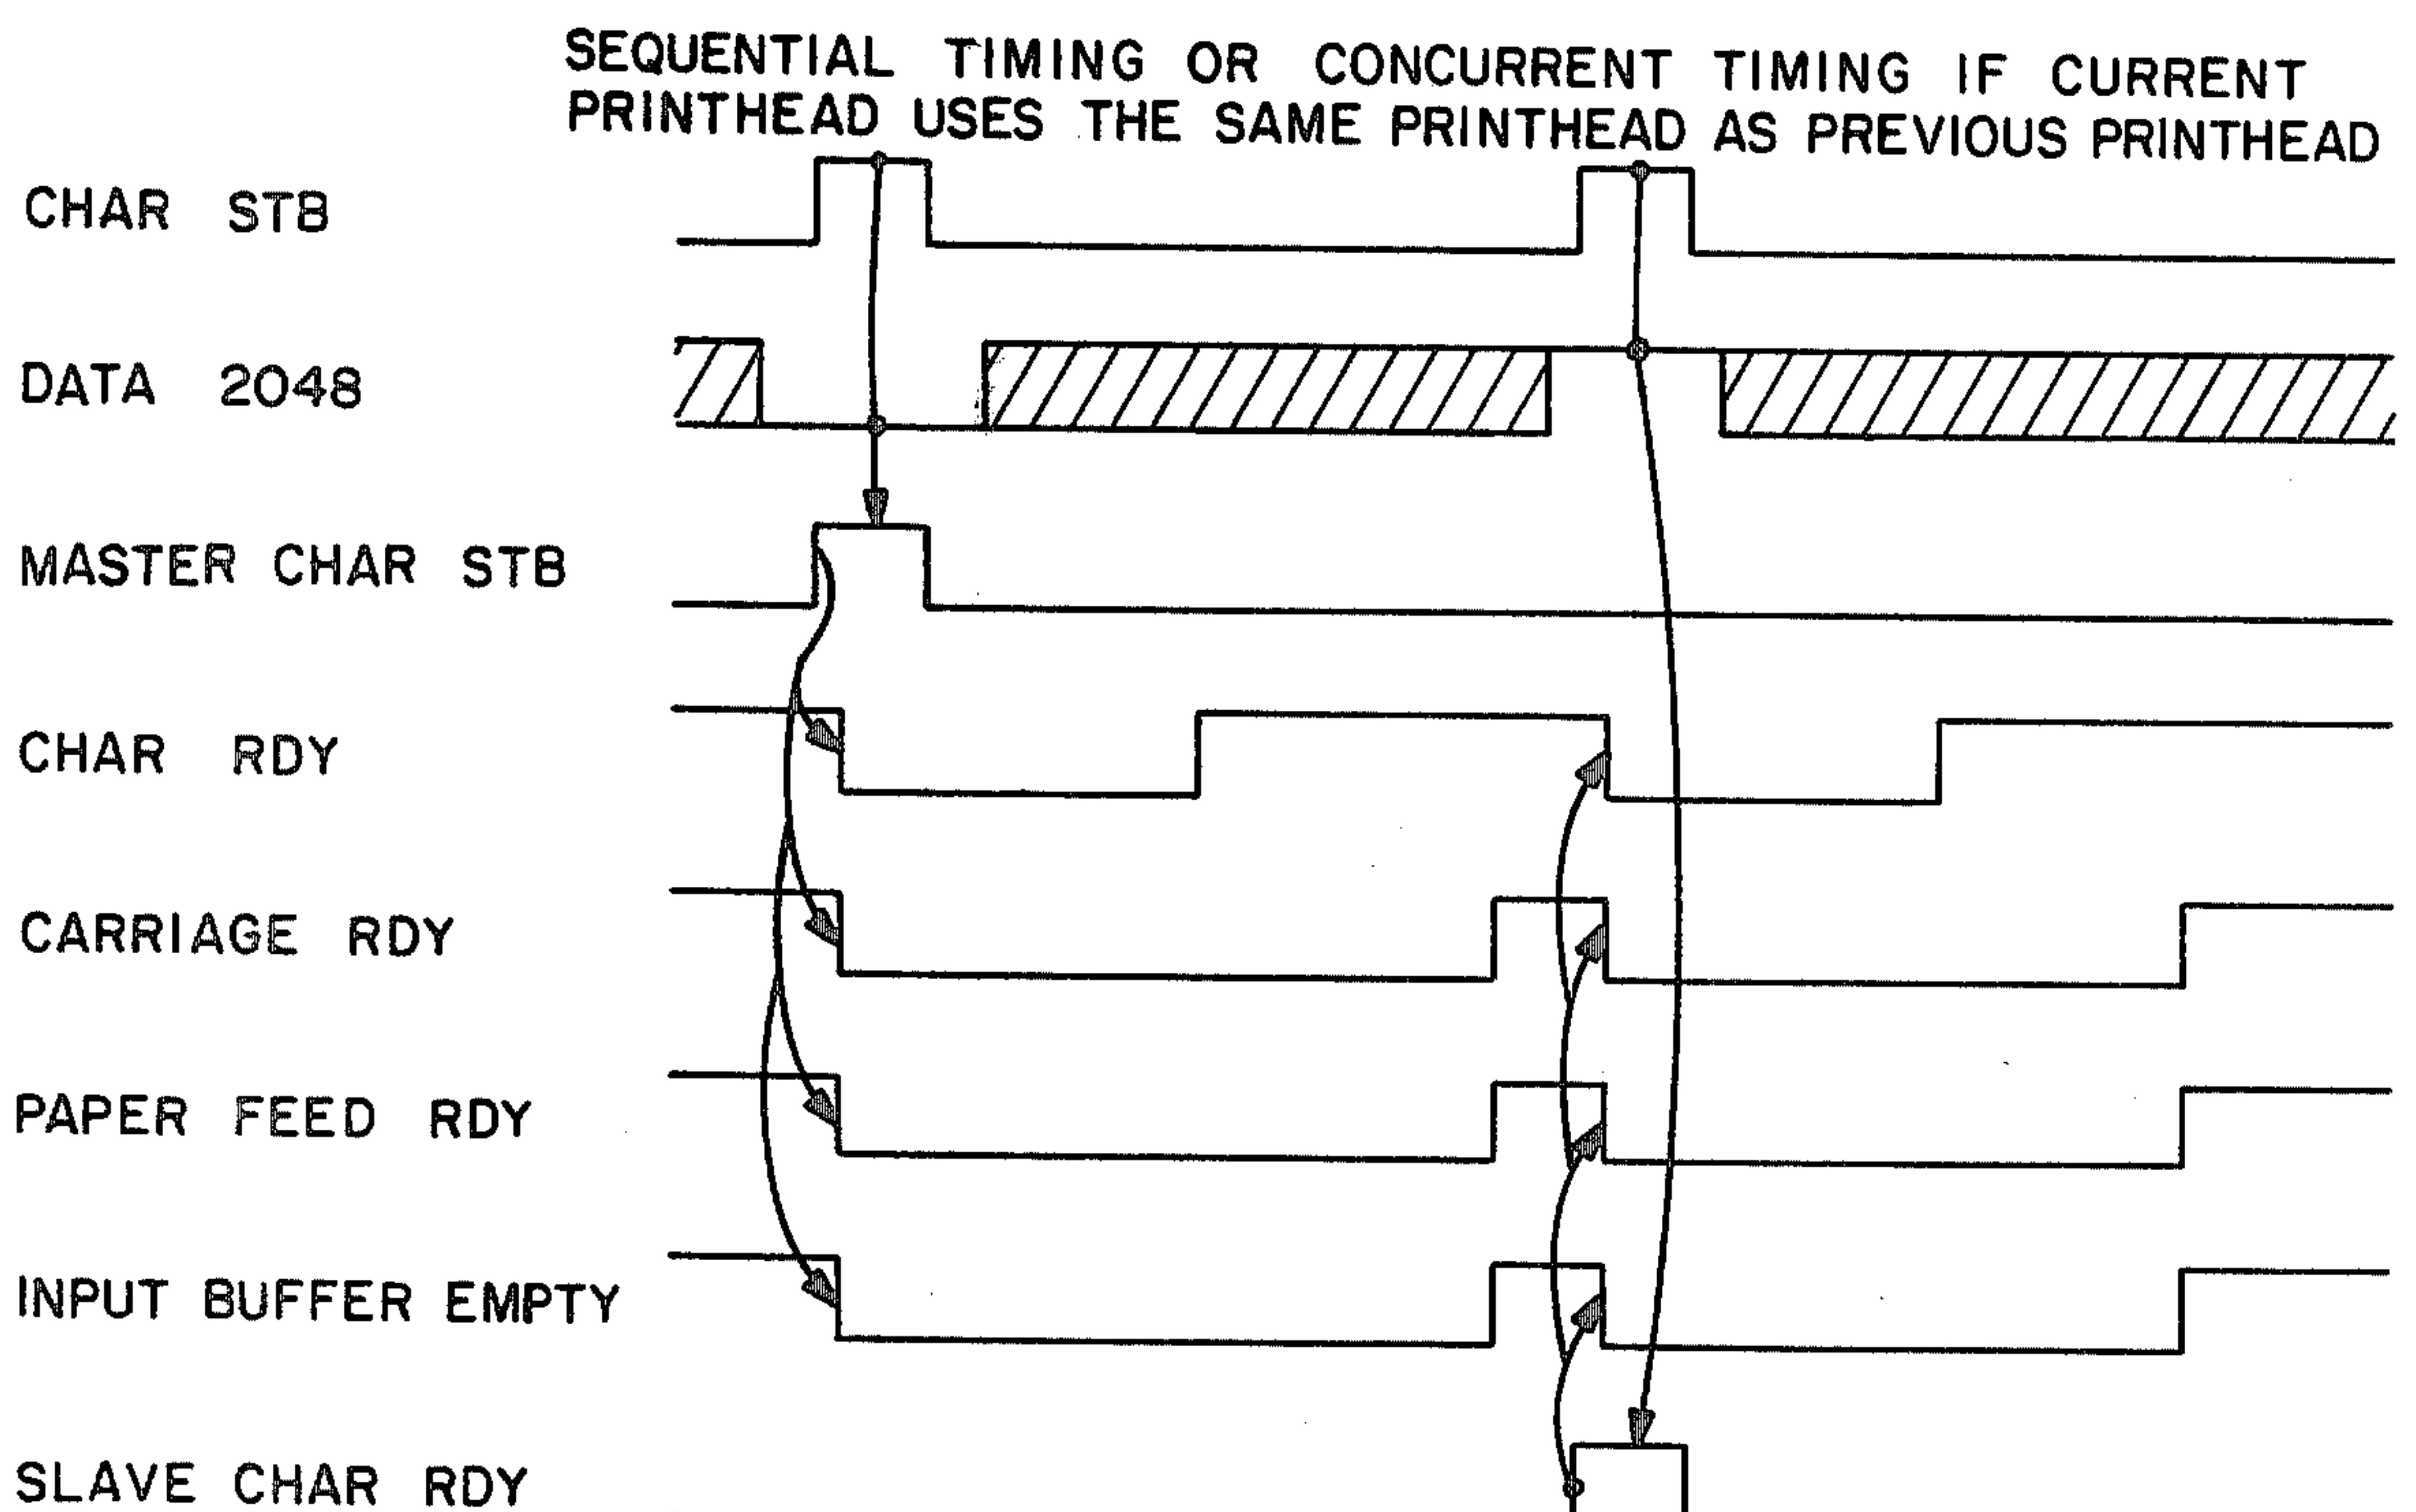 SEQUENTIAL TIMING OR CONCURRENT TIMING IF CURRENT
PRINTHEAD USES THE SAME PRINTHEAD AS PREVIOUS PRINTHEAD
CHAR STB
DATA 2048
MASTER CHAR STB
CHAR RDY
CARRIAGE RDY
PAPER FEED RDY
INPUT BUFFER EMPTY
SLAVE CHAR RDY